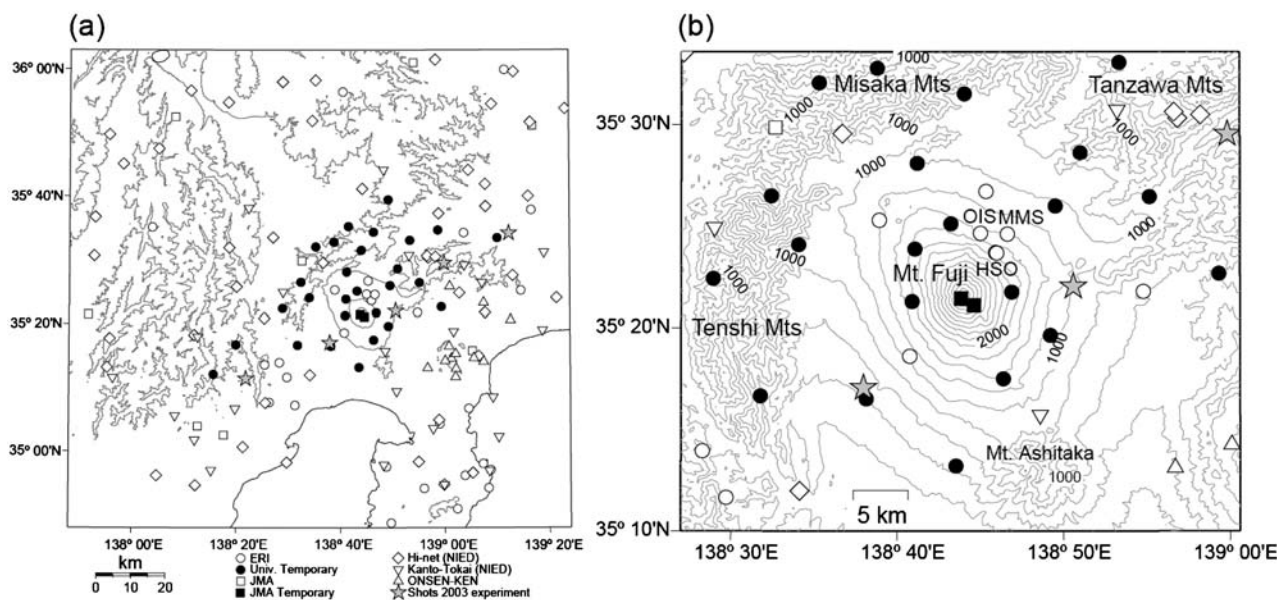 (a)
36° 00'N
35° 40'N
35° 20'N
35° 00'N
138° 00'E
138° 20'E
138° 40'E
139° 00'E
139° 20'E
km
0 10 20
ERI
Univ. Temporary
JMA
JMA Temporary
Hi-net (NIED)
Kanto-Tokai (NIED)
ONSEN-KEN
Shots 2003 experiment
(b)
1000
Misaka Mts
Tanzawa Mts
1000
1000
1000
1000
35° 30'N
OIS
MMS
1000
1000
HSO
Mt. Fuji
1000
35° 20'N
Tenshi Mts
2000
1000
Mt. Ashitaka
1000
5 km
35° 10'N
138° 30'E
138° 40'E
138° 50'E
139° 00'E